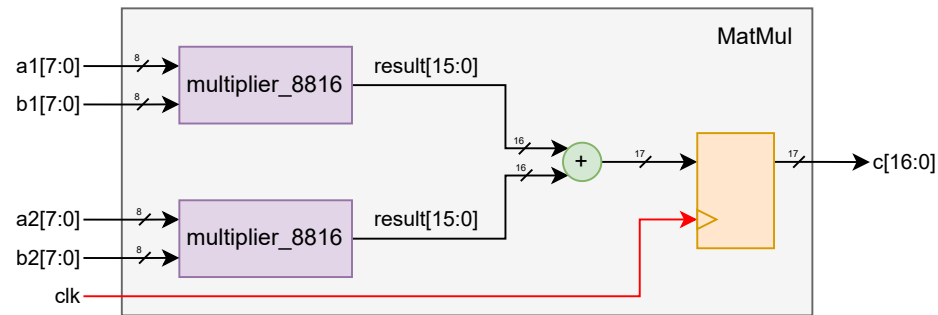 MatMul
a1[7:0]
8
multiplier_8816
result[15:0]
b1[7:0]
8
16
+
17
17
c[16:0]
16
a2[7:0]
8
multiplier_8816
result[15:0]
b2[7:0]
8
clk